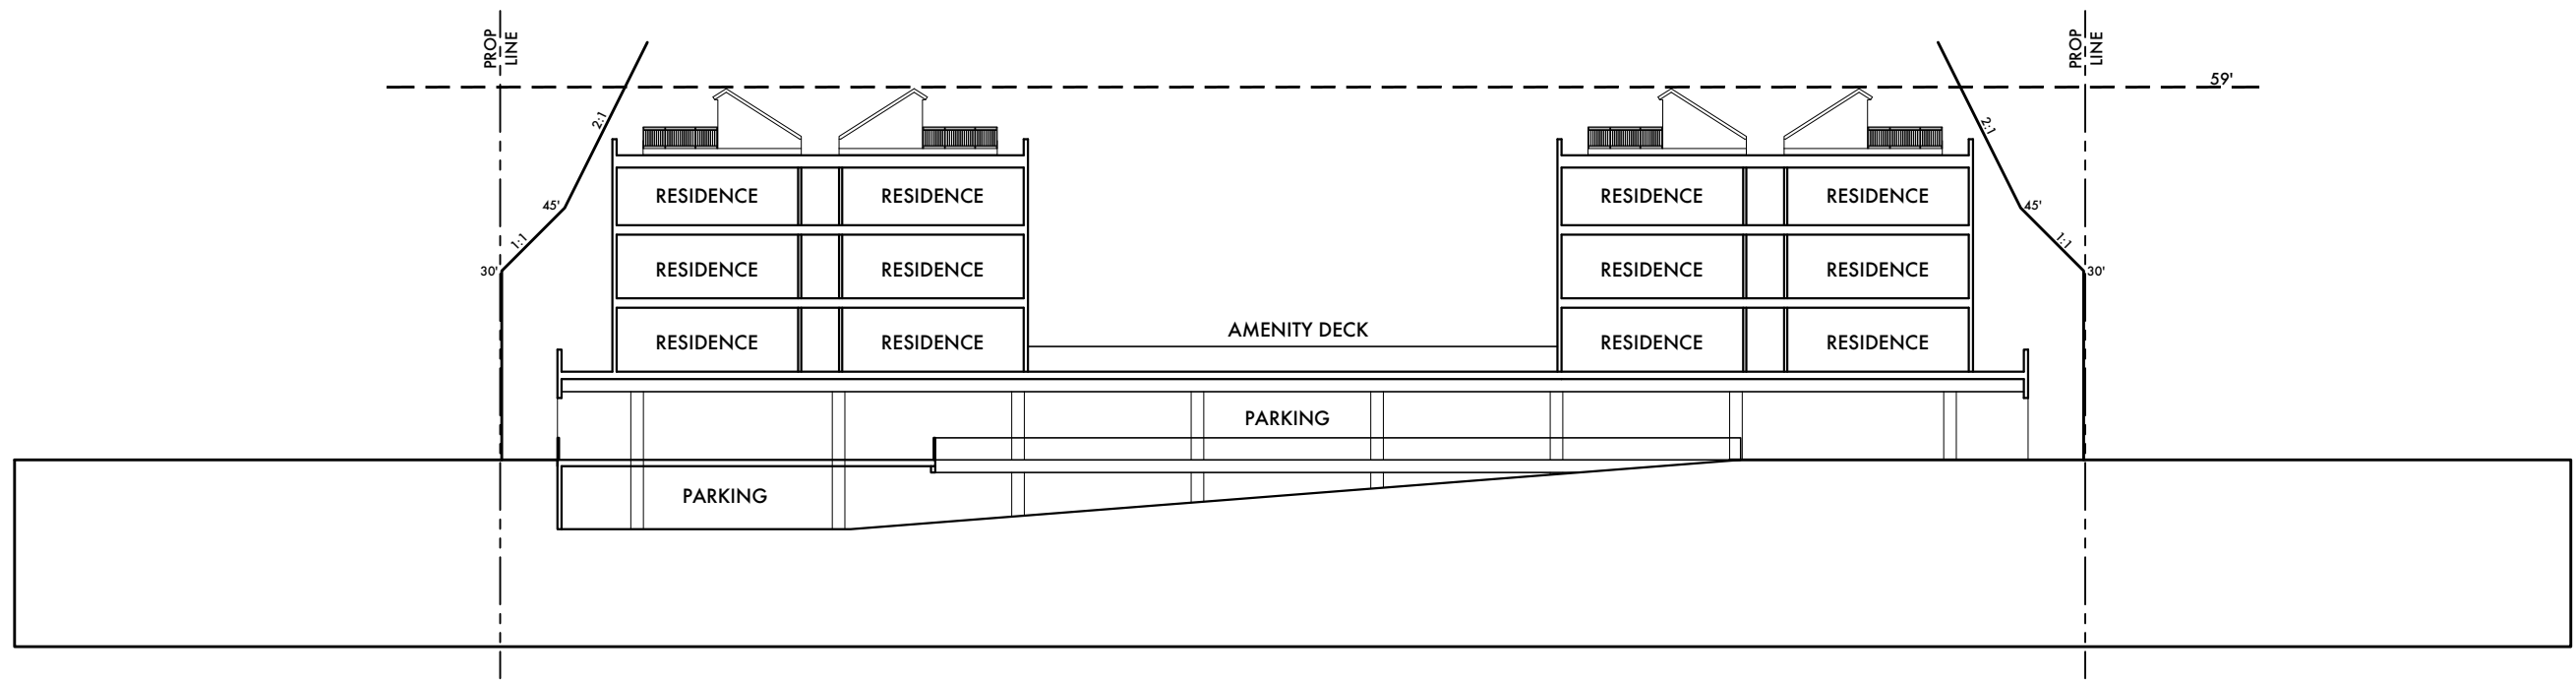 PROP
LINE
PROP
LINE
59'
2:1
2:1
RESIDENCE
RESIDENCE
RESIDENCE
RESIDENCE
45'
45'
1:1
1:1
30'
RESIDENCE
RESIDENCE
RESIDENCE
RESIDENCE
30'
AMENITY DECK
RESIDENCE
RESIDENCE
RESIDENCE
RESIDENCE
PARKING
PARKING